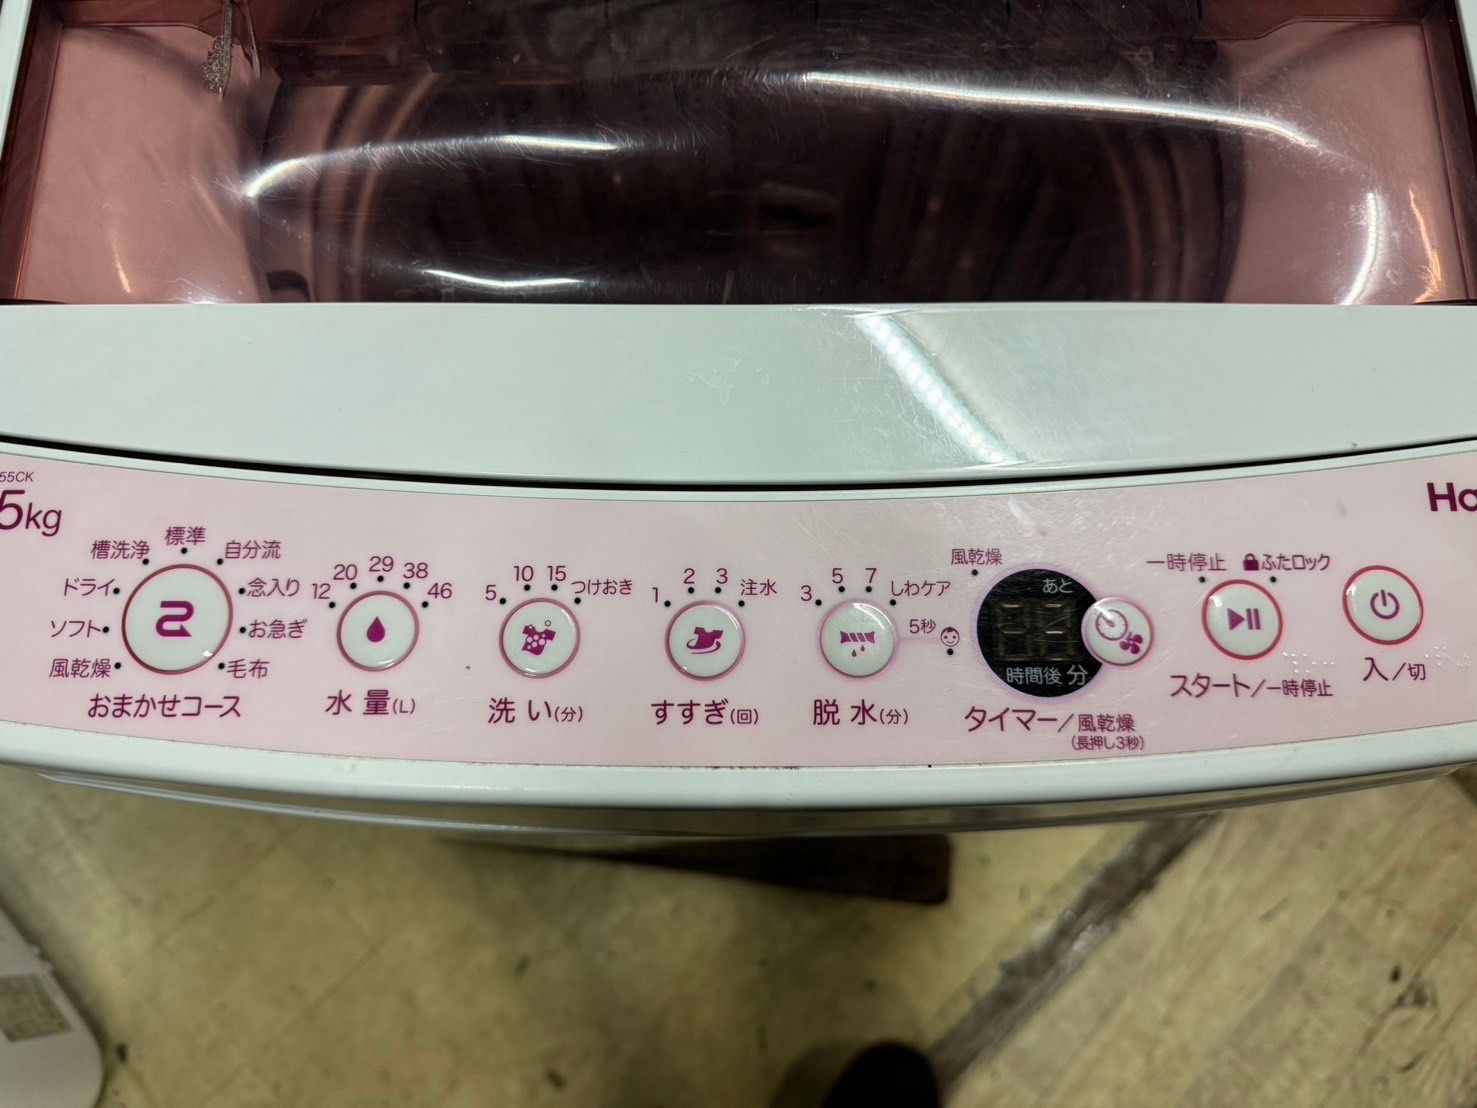 55CK
5kg
標準
槽洗浄
自分流
ドライ
念入り
ソフト
お急ぎ
風乾燥
毛布
おまかせコース
12 20 29 38 46
水量(L)
5 10 15 つけおき
洗い(分)
1 2 3 注水
すすぎ(回)
3 5 7 しわケア
5秒
脱水(分)
風乾燥
あと
時間後 分
タイマー/風乾燥
(長押し3秒)
一時停止 ふたロック
スタート/一時停止
入/切
Ha